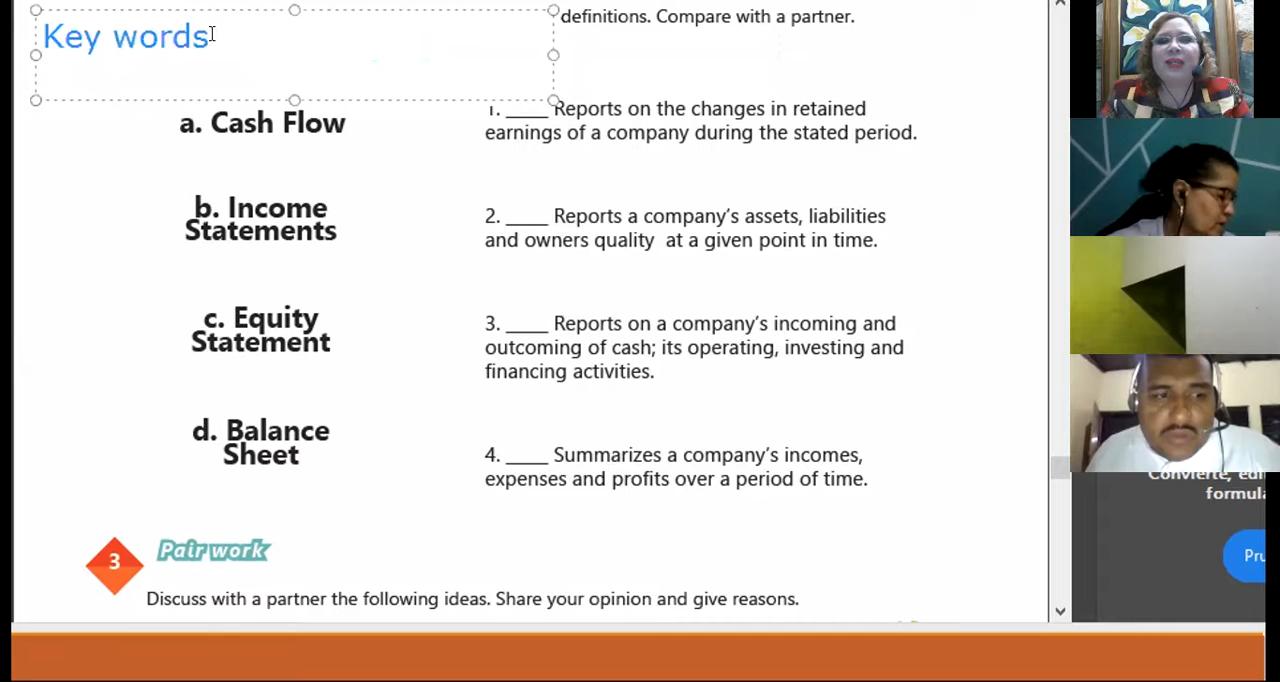 definitions. Compare with a partner.
Key words
a. Cash Flow
1. ____ Reports on the changes in retained
earnings of a company during the stated period.
b. Income
Statements
2. ____ Reports a company's assets, liabilities
and owners quality at a given point in time.
c. Equity
Statement
3. ____ Reports on a company's incoming and
outcoming of cash; its operating, investing and
financing activities.
d. Balance
Sheet
4. ____ Summarizes a company's incomes,
expenses and profits over a period of time.
3
Pair work
Discuss with a partner the following ideas. Share your opinion and give reasons.